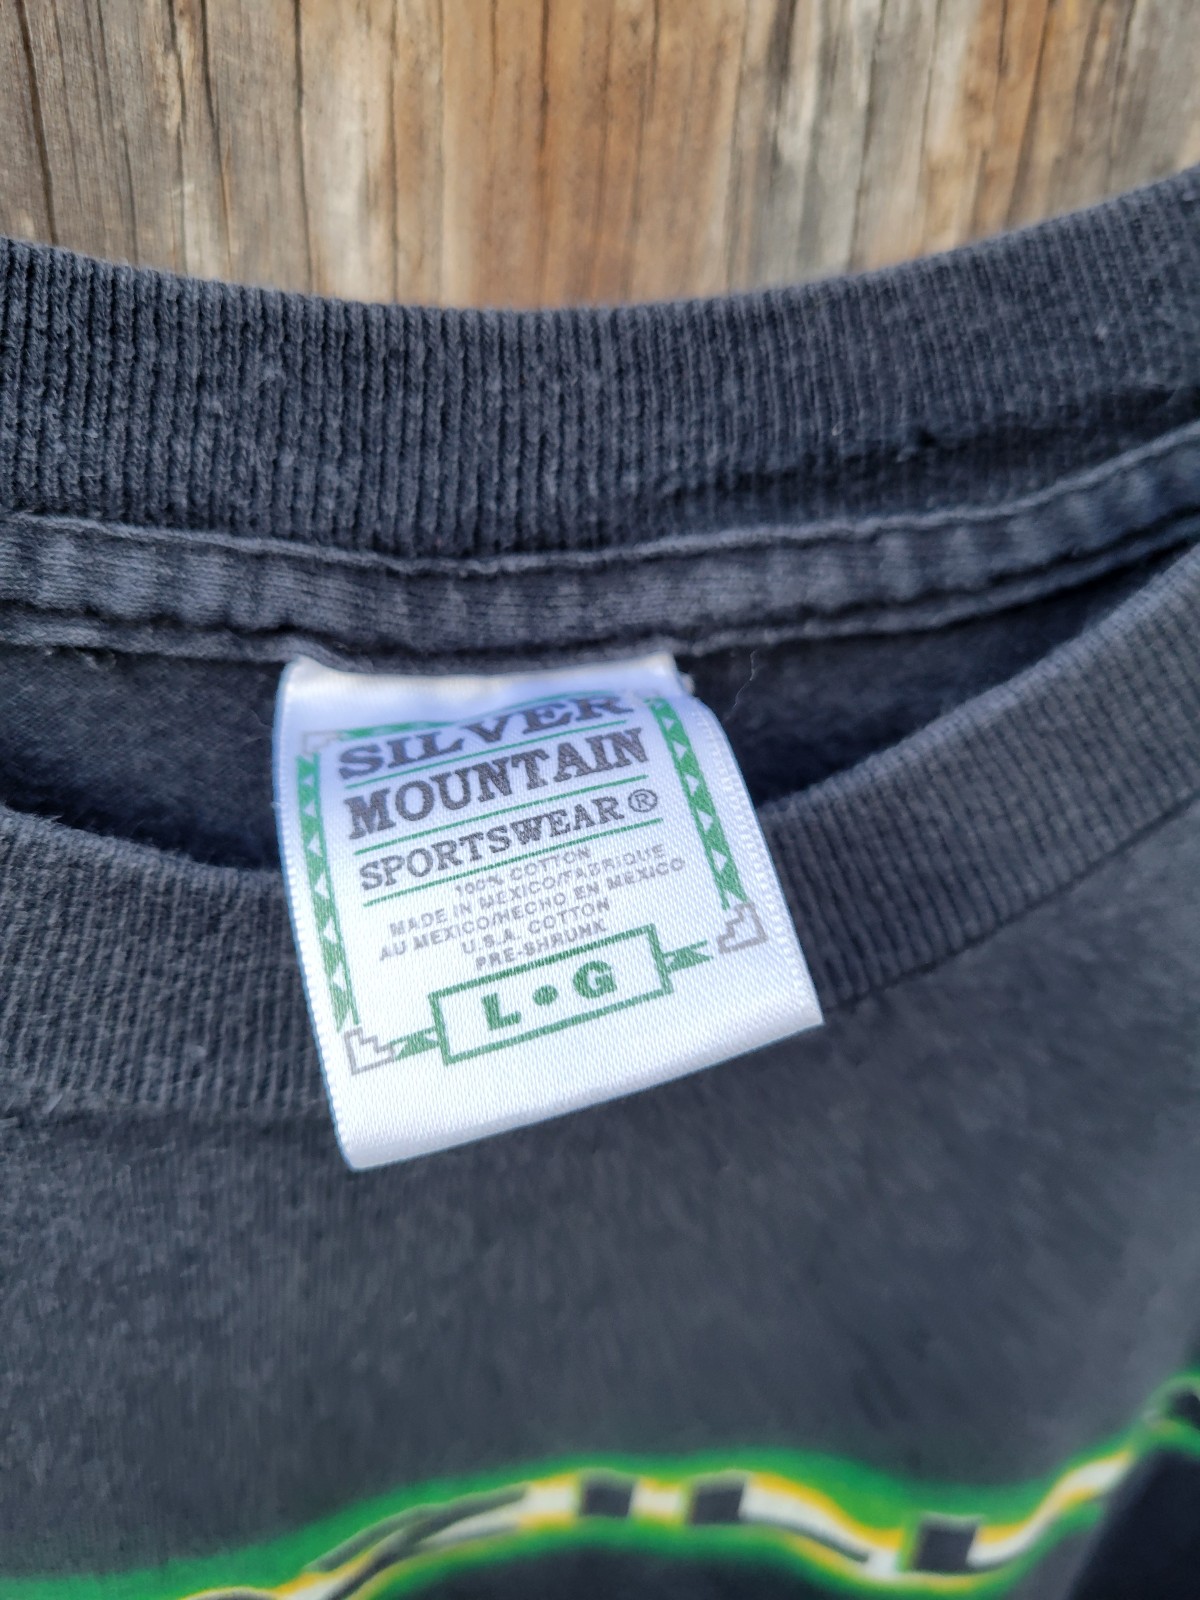 SILVER
MOUNTAIN
SPORTSWEAR®
100% COTTON
MADE IN MEXICO/FABRIQUE
AU MEXICO/HECHO EN MEXICO
U.S.A. COTTON
PRE-SHRUNK
L•G